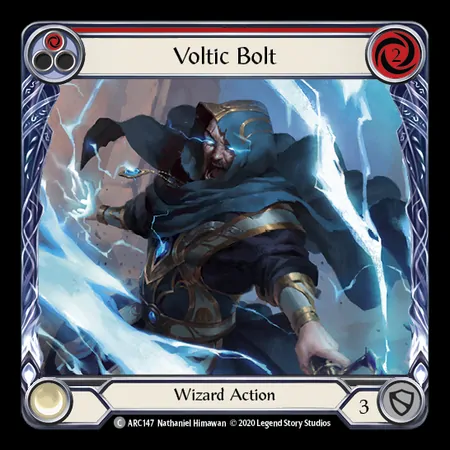 Voltic Bolt
2
Wizard Action
3
C ARC147 Nathaniel Himawan © 2020 Legend Story Studios